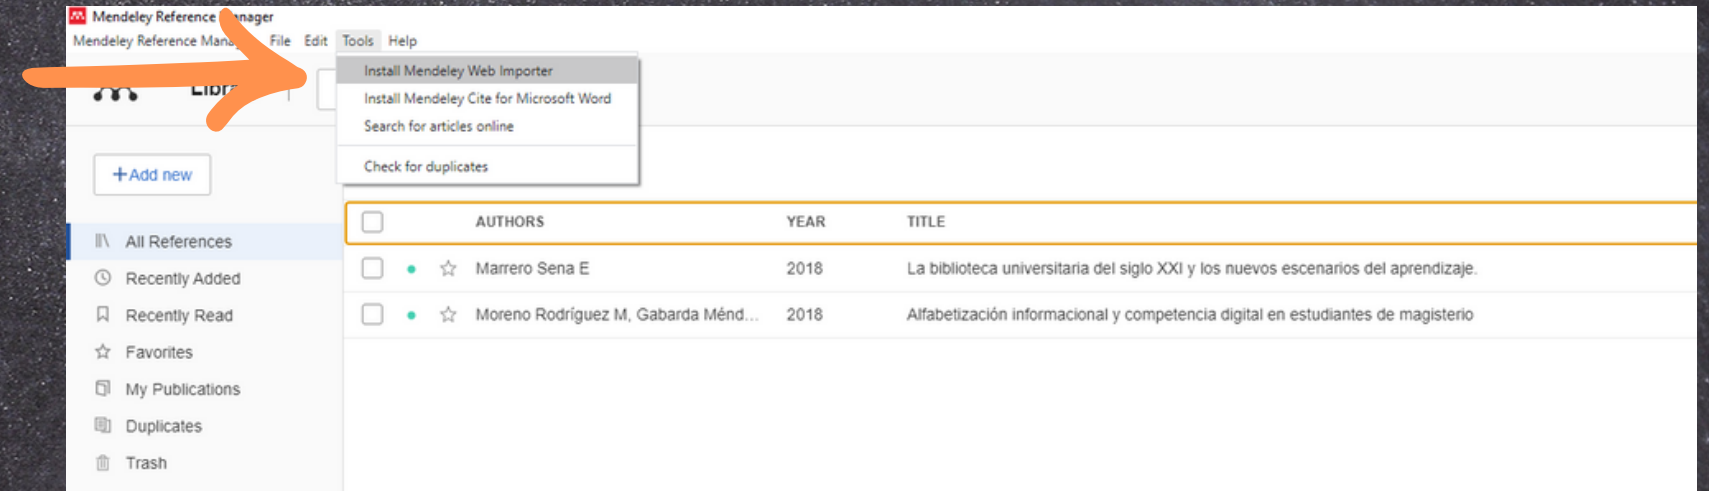 Mendeley Reference Manager
Mendeley Reference File Edit Tools Help
Install Mendeley Web Importer
Install Mendeley Cite for Microsoft Word
Search for articles online
Check for duplicates
+Add new
AUTHORS YEAR TITLE
All References
Marrero Sena E 2018 La biblioteca universitaria del siglo XXI y los nuevos escenarios del aprendizaje.
Recently Added
Recently Read
Moreno Rodríguez M, Gabarda Ménd... 2018 Alfabetización informacional y competencia digital en estudiantes de magisterio
Favorites
My Publications
Duplicates
Trash